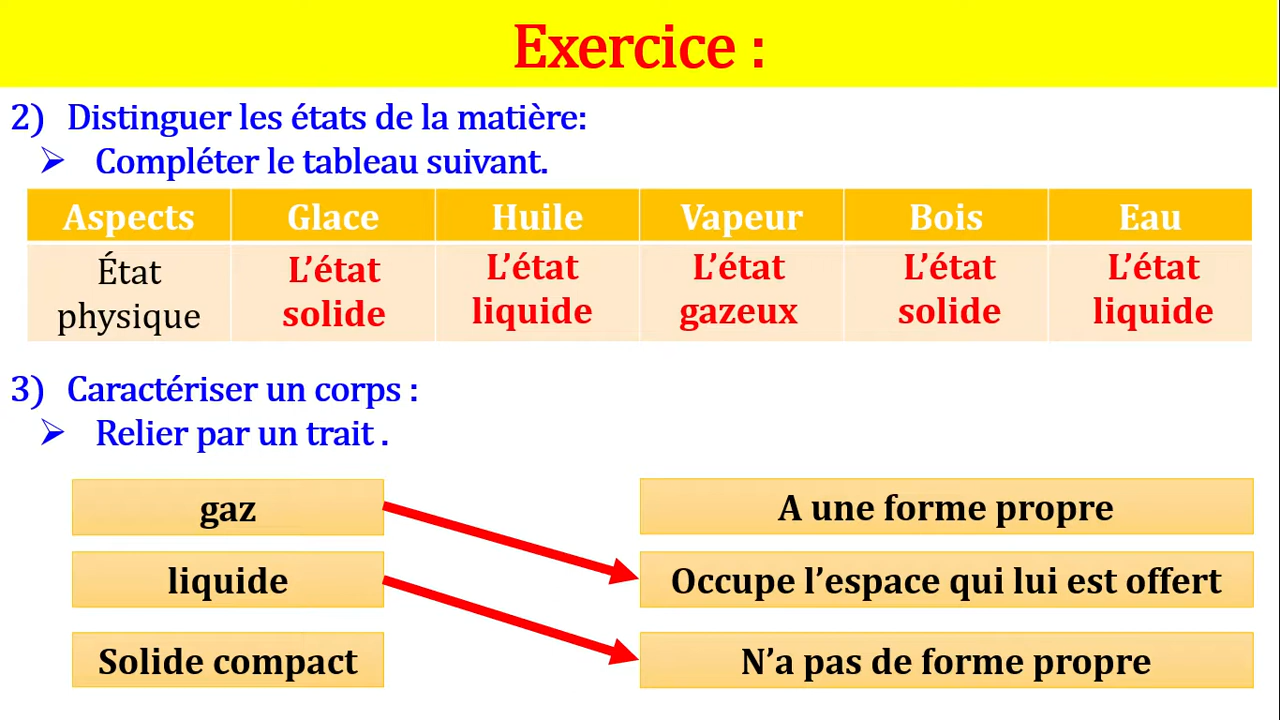 Exercice :
2) Distinguer les états de la matière:
➢ Compléter le tableau suivant.
Aspects Glace Huile Vapeur Bois Eau
État physique L’état solide L’état liquide L’état gazeux L’état solide L’état liquide
3) Caractériser un corps :
➢ Relier par un trait .
gaz A une forme propre
liquide Occupe l’espace qui lui est offert
Solide compact N’a pas de forme propre